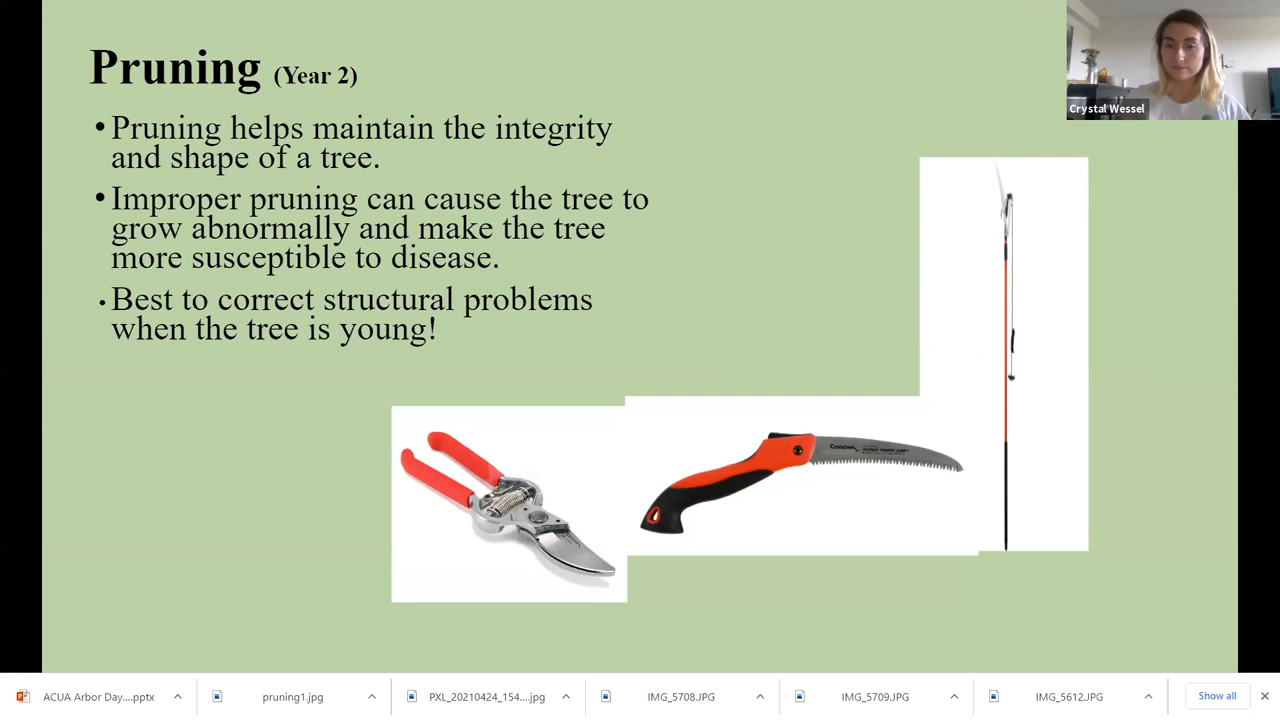 Pruning (Year 2)
• Pruning helps maintain the integrity
and shape of a tree.
• Improper pruning can cause the tree to
grow abnormally and make the tree
more susceptible to disease.
• Best to correct structural problems
when the tree is young!
Crystal Wessel
ACUA Arbor Day....pptx
pruning1.jpg
PXL_20210424_154....jpg
IMG_5708.JPG
IMG_5709.JPG
IMG_5612.JPG
Show all